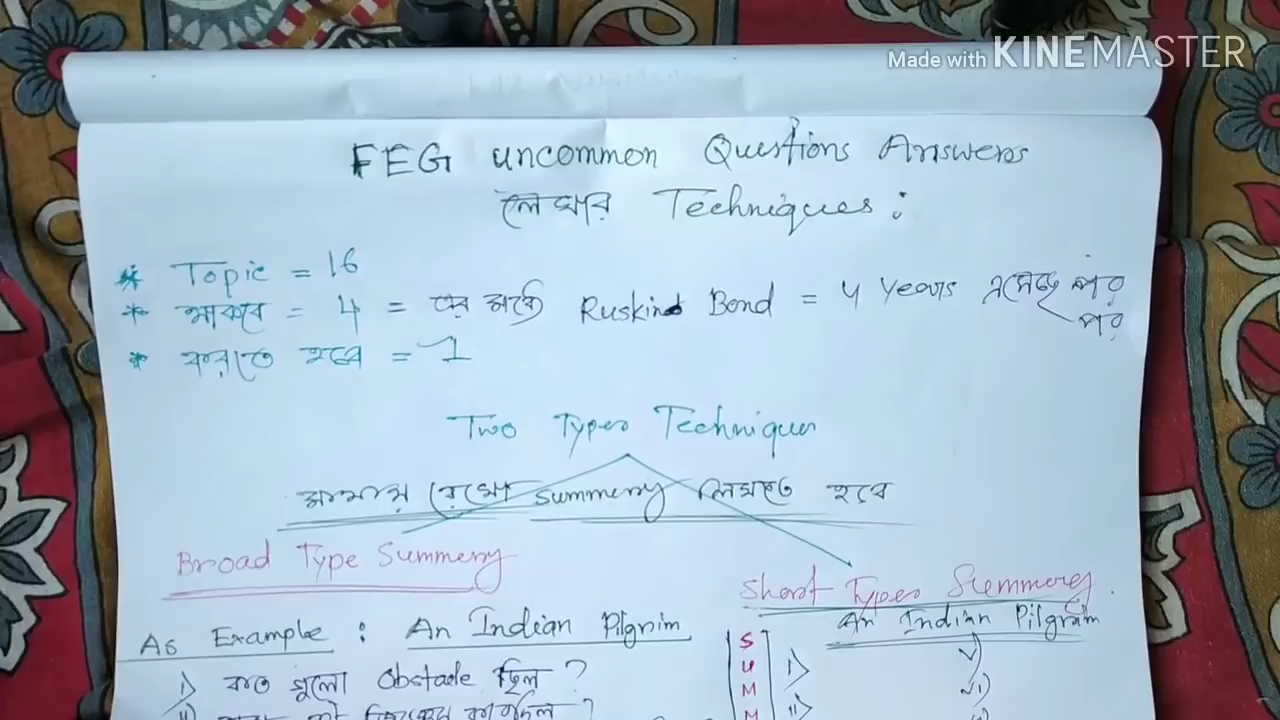 Made with KINEMASTER
FEG uncommon Questions Answers
লেখার Techniques:
* Topic = 16
* থাকবে = 4 = এর মধ্যে Ruskind Bond = 4 years এসেছে পর পর
* করতে হবে = 1
Two Types Techniques
মাথায় রেখো summery লিখতে হবে
Broad Type Summery
Short Types Summery
As Example : An Indian Pilgrim
An Indian Pilgrim
i) কত গুলো Obstacle ছিল ?
S
U
M
M
i)
ii)
v)
vi)
ii)